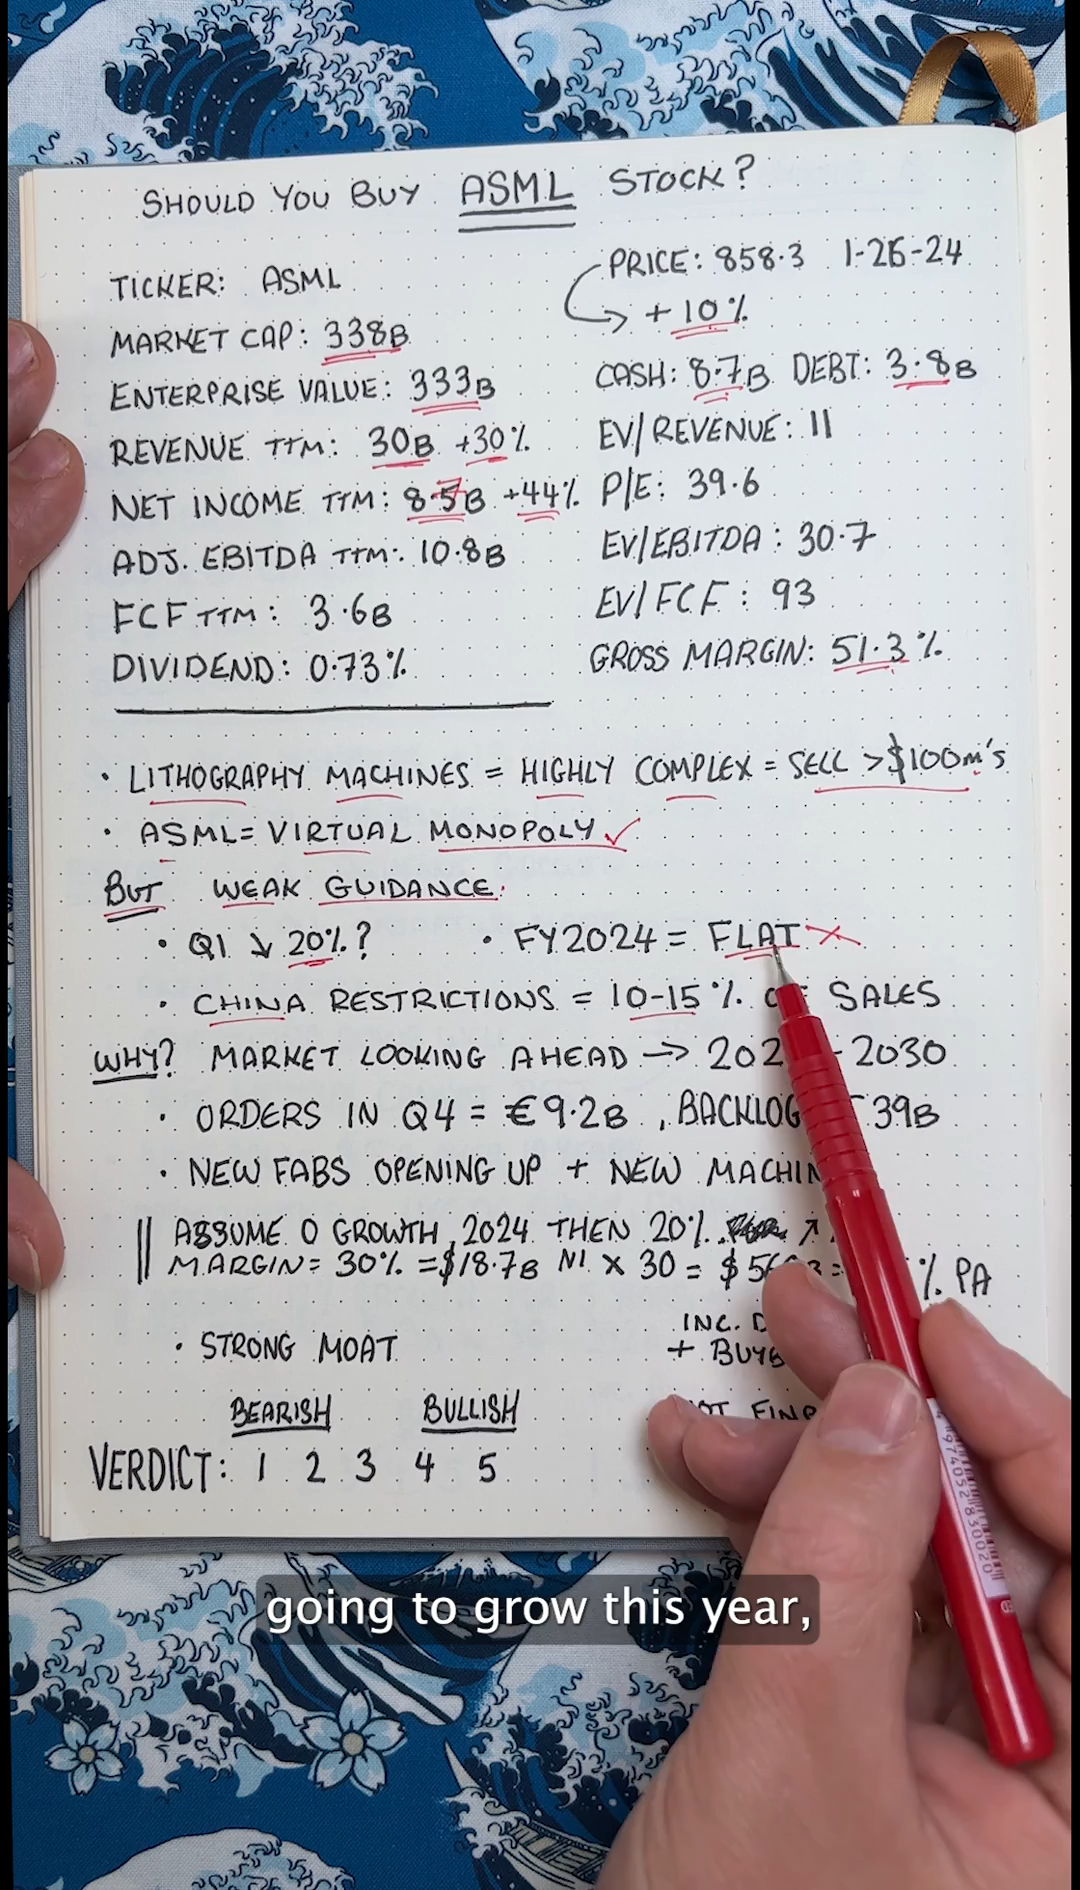 SHOULD YOU BUY ASML STOCK?
TICKER: ASML
PRICE: 858.3 1-26-24
+ 10%
MARKET CAP: 338B
ENTERPRISE VALUE: 333B
CASH: 8.7B DEBT: 3.8B
REVENUE TTM: 30B +30%
EV/REVENUE: 11
NET INCOME TTM: 8.5B +44%
P/E: 39.6
ADJ. EBITDA TTM: 10.8B
EV/EBITDA: 30.7
FCF TTM: 3.6B
EV/FCF: 93
DIVIDEND: 0.73%
GROSS MARGIN: 51.3%
• LITHOGRAPHY MACHINES = HIGHLY COMPLEX = SELL >$100m's
• ASML = VIRTUAL MONOPOLY ✓
BUT WEAK GUIDANCE:
• Q1 ↘ 20%? • FY2024 = FLAT ✗
• CHINA RESTRICTIONS = 10-15% SALES
WHY? MARKET LOOKING AHEAD → 2030
• ORDERS IN Q4 = €9.2B, BACKLOG 39B
• NEW FABS OPENING UP + NEW
ASSUME 0 GROWTH 2024 THEN 20% ↗
MARGIN = 30% = $18.7B NI X 30 = % PA
INC.
• STRONG MOAT
+
BEARISH BULLISH
VERDICT: 1 2 3 4 5
going to grow this year,
4974052830020